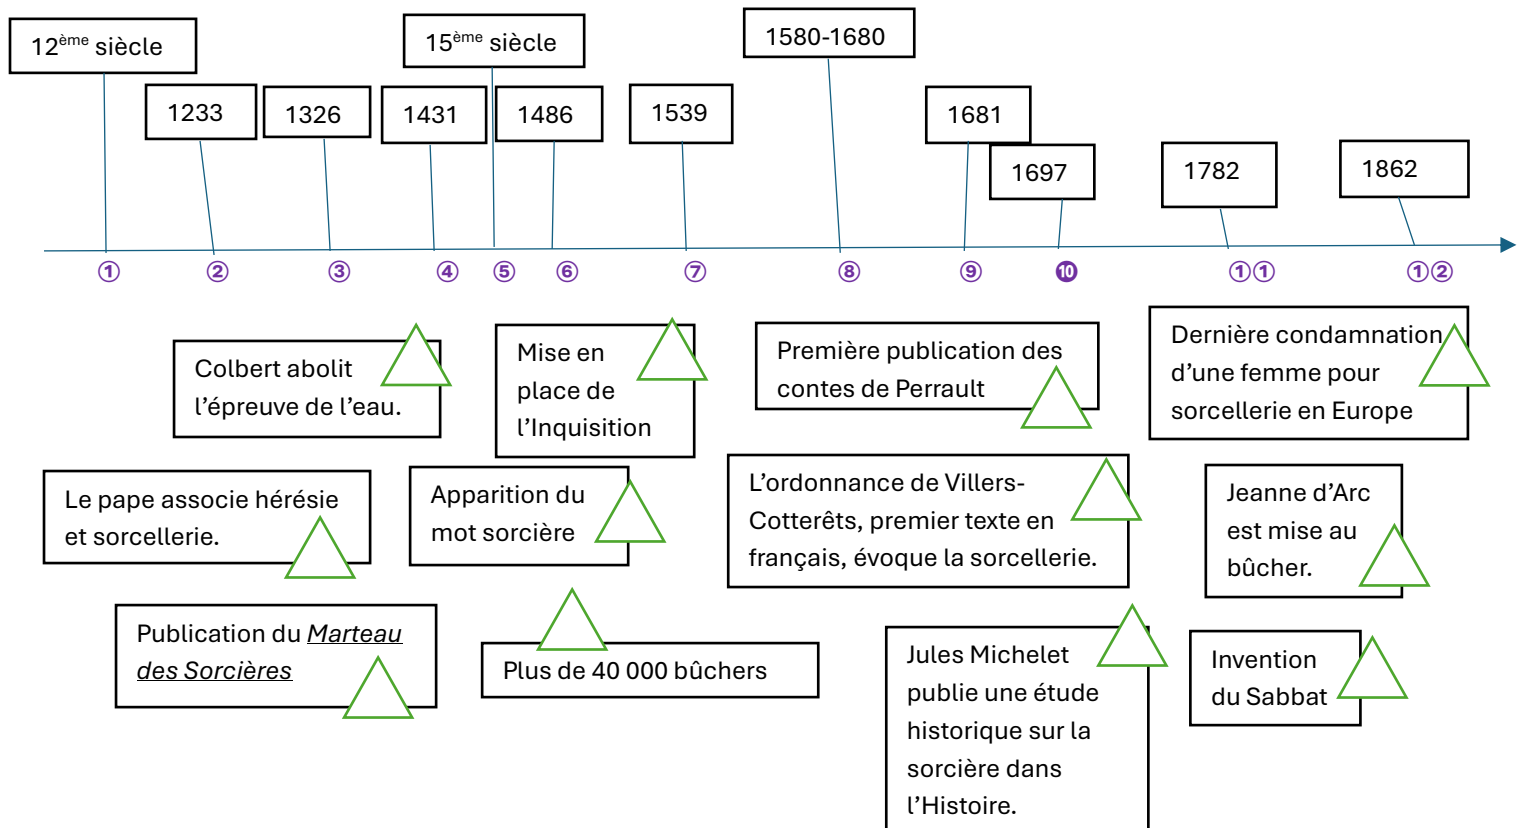 12ème siècle
15ème siècle
1580-1680
1233
1326
1431
1486
1539
1681
1697
1782
1862
①
②
③
④
⑤
⑥
⑦
⑧
⑨
❿
①①
①②
Colbert abolit
l’épreuve de l’eau.
Mise en
place de
l’Inquisition
Première publication des
contes de Perrault
Dernière condamnation
d’une femme pour
sorcellerie en Europe
Le pape associe hérésie
et sorcellerie.
Apparition du
mot sorcière
L’ordonnance de Villers-
Cotterêts, premier texte en
français, évoque la sorcellerie.
Jeanne d’Arc
est mise au
bûcher.
Publication du Marteau
des Sorcières
Plus de 40 000 bûchers
Jules Michelet
publie une étude
historique sur la
sorcière dans
l’Histoire.
Invention
du Sabbat